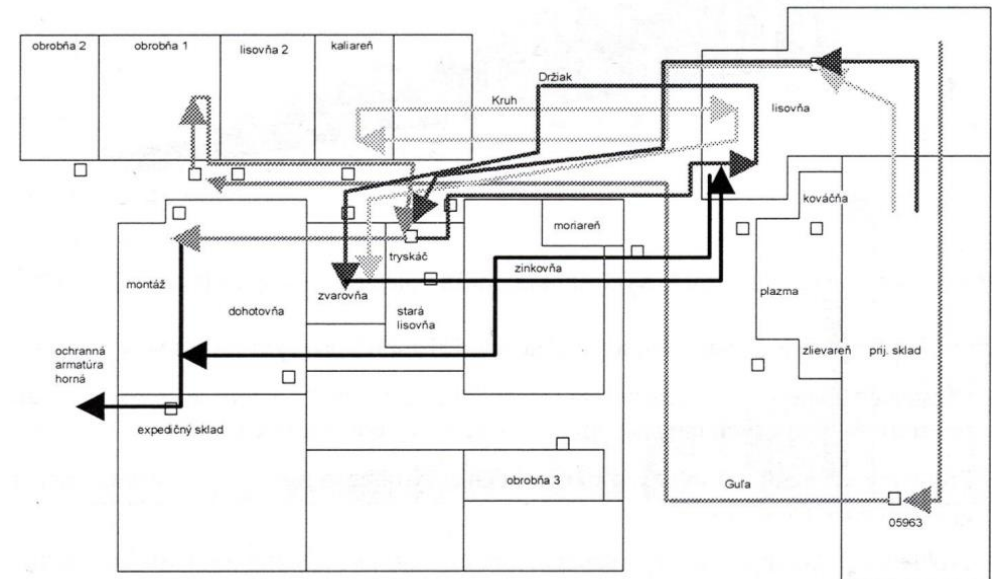 obrobňa 2
obrobňa 1
lisovňa 2
kaliareň
Držiak
Kruh
lisovňa
kováčňa
moriareň
tryskáč
zinkovňa
montáž
zvarovňa
plazma
dohotovňa
stará
lisovňa
ochranná
armatúra
horná
zlievareň
prij. sklad
expedičný sklad
obrobňa 3
Guľa
05963